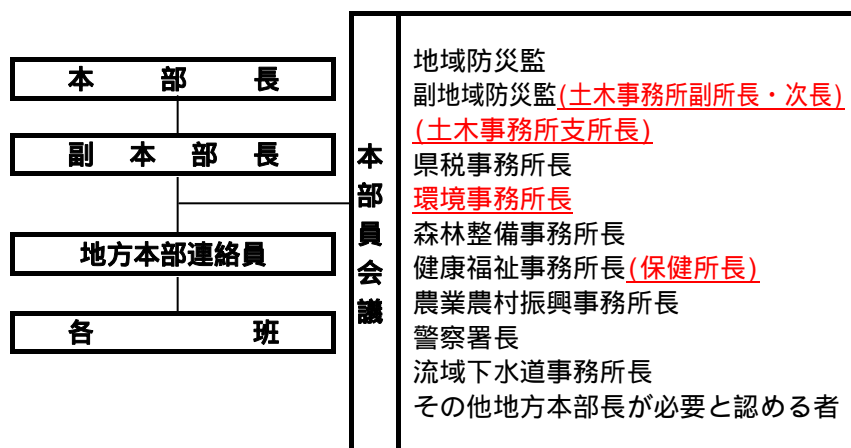 本部長
副本部長
地方本部連絡員
各班
本部員会議
地域防災監
副地域防災監(土木事務所副所長・次長)
(土木事務所支所長)
県税事務所長
環境事務所長
森林整備事務所長
健康福祉事務所長(保健所長)
農業農村振興事務所長
警察署長
流域下水道事務所長
その他地方本部長が必要と認める者